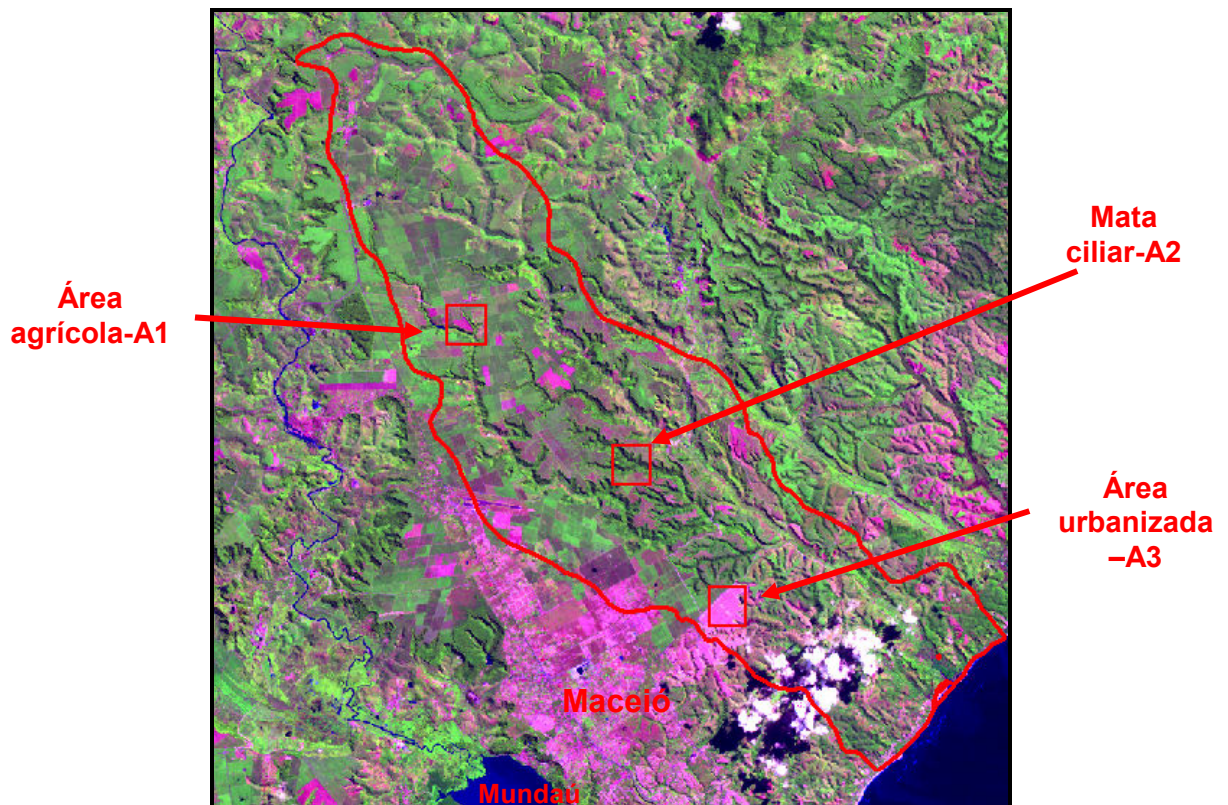 Mata
ciliar-A2
Área
agrícola-A1
Área
urbanizada
–A3
Maceió
Mundaú